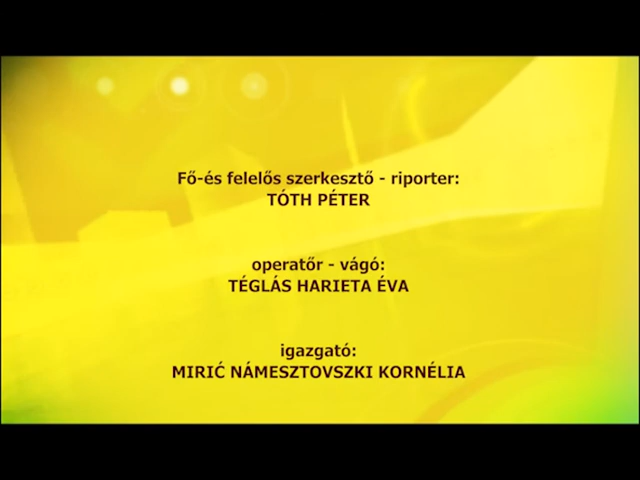 Fő-és felelős szerkesztő - riporter:
TÓTH PÉTER
operatőr - vágó:
TÉGLÁS HARIETA ÉVA
igazgató:
MIRIĆ NÁMESZTOVSZKI KORNÉLIA